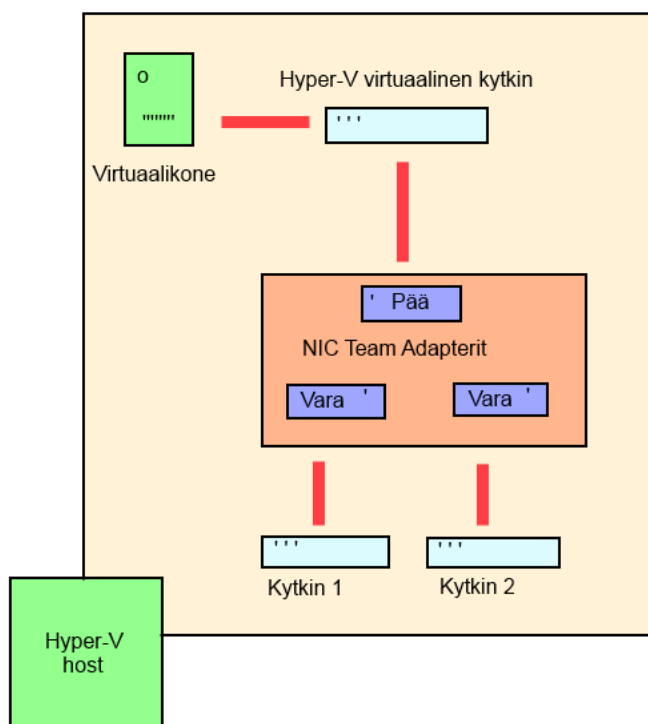 Hyper-V virtuaalinen kytkin
Virtuaalikone
Pää
NIC Team Adapterit
Vara
Vara
Kytkin 1
Kytkin 2
Hyper-V
host